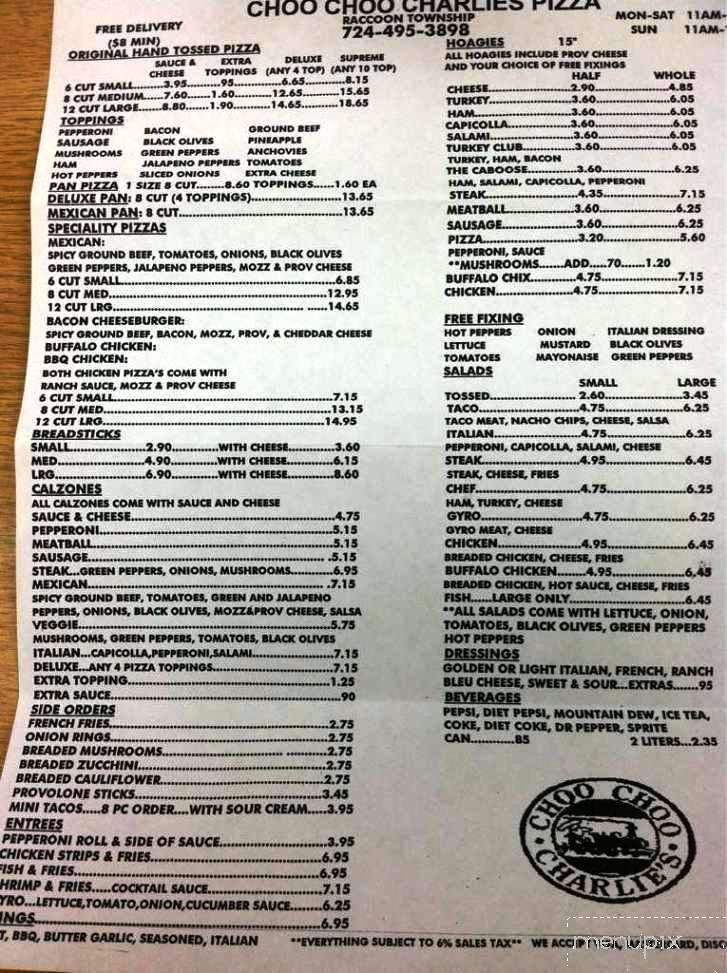 CHOO CHOO CHARLIES PIZZA
RACCOON TOWNSHIP
724-495-3898
FREE DELIVERY
($8 MIN)
MON-SAT 11AM-
SUN 11AM-
ORIGINAL HAND TOSSED PIZZA
SAUCE & CHEESE EXTRA TOPPINGS DELUXE (ANY 4 TOP) SUPREME (ANY 10 TOP)
6 CUT SMALL......3.95......95......6.65......8.15
8 CUT MEDIUM......7.60......1.60......12.65......15.65
12 CUT LARGE......8.80......1.90......14.65......18.65
TOPPINGS
PEPPERONI BACON GROUND BEEF
SAUSAGE BLACK OLIVES PINEAPPLE
MUSHROOMS GREEN PEPPERS ANCHOVIES
HAM JALAPENO PEPPERS TOMATOES
HOT PEPPERS SLICED ONIONS EXTRA CHEESE
PAN PIZZA 1 SIZE 8 CUT........8.60 TOPPINGS......1.60 EA
DELUXE PAN: 8 CUT (4 TOPPINGS)......13.65
MEXICAN PAN: 8 CUT......13.65
SPECIALITY PIZZAS
MEXICAN:
SPICY GROUND BEEF, TOMATOES, ONIONS, BLACK OLIVES
GREEN PEPPERS, JALAPENO PEPPERS, MOZZ & PROV CHEESE
6 CUT SMALL......6.85
8 CUT MED......12.95
12 CUT LRG......14.65
BACON CHEESEBURGER:
SPICY GROUND BEEF, BACON, MOZZ, PROV, & CHEDDAR CHEESE
BUFFALO CHICKEN:
BBQ CHICKEN:
BOTH CHICKEN PIZZA'S COME WITH
RANCH SAUCE, MOZZ & PROV CHEESE
6 CUT SMALL......7.15
8 CUT MED......13.15
12 CUT LRG......14.95
BREADSTICKS
SMALL......2.90......WITH CHEESE......3.60
MED......4.90......WITH CHEESE......6.15
LRG......6.90......WITH CHEESE......8.60
CALZONES
ALL CALZONES COME WITH SAUCE AND CHEESE
SAUCE & CHEESE......4.75
PEPPERONI......5.15
MEATBALL......5.15
SAUSAGE......5.15
STEAK...GREEN PEPPERS, ONIONS, MUSHROOMS......6.95
MEXICAN......7.15
SPICY GROUND BEEF, TOMATOES, GREEN AND JALAPENO
PEPPERS, ONIONS, BLACK OLIVES, MOZZ&PROV CHEESE, SALSA
VEGGIE......5.75
MUSHROOMS, GREEN PEPPERS, TOMATOES, BLACK OLIVES
ITALIAN...CAPICOLLA,PEPPERONI,SALAMI......7.15
DELUXE...ANY 4 PIZZA TOPPINGS......7.15
EXTRA TOPPING......1.25
EXTRA SAUCE......90
SIDE ORDERS
FRENCH FRIES......2.75
ONION RINGS......2.75
BREADED MUSHROOMS......2.75
BREADED ZUCCHINI......2.75
BREADED CAULIFLOWER......2.75
PROVOLONE STICKS......3.45
MINI TACOS.....8 PC ORDER....WITH SOUR CREAM.....3.95
ENTREES
PEPPERONI ROLL & SIDE OF SAUCE......3.95
CHICKEN STRIPS & FRIES......6.95
FISH & FRIES......6.95
HRIMP & FRIES.....COCKTAIL SAUCE......7.15
YRO...LETTUCE,TOMATO,ONION,CUCUMBER SAUCE......6.25
INGS......6.95
T, BBQ, BUTTER GARLIC, SEASONED, ITALIAN
HOAGIES 15"
ALL HOAGIES INCLUDE PROV CHEESE
AND YOUR CHOICE OF FREE FIXINGS
HALF WHOLE
CHEESE......2.90......4.85
TURKEY......3.60......6.05
HAM......3.60......6.05
CAPICOLLA......3.60......6.05
SALAMI......3.60......6.05
TURKEY CLUB......3.60......6.05
TURKEY, HAM, BACON
THE CABOOSE......3.60......6.25
HAM, SALAMI, CAPICOLLA, PEPPERONI
STEAK......4.35......7.15
MEATBALL......3.60......6.25
SAUSAGE......3.60......6.25
PIZZA......3.20......5.60
PEPPERONI, SAUCE
**MUSHROOMS......ADD.....70......1.20
BUFFALO CHIX......4.75......7.15
CHICKEN......4.75......7.15
FREE FIXING
HOT PEPPERS ONION ITALIAN DRESSING
LETTUCE MUSTARD BLACK OLIVES
TOMATOES MAYONAISE GREEN PEPPERS
SALADS
SMALL LARGE
TOSSED......2.60......3.45
TACO......4.75......6.25
TACO MEAT, NACHO CHIPS, CHEESE, SALSA
ITALIAN......4.75......6.25
PEPPERONI, CAPICOLLA, SALAMI, CHEESE
STEAK......4.95......6.45
STEAK, CHEESE, FRIES
CHEF......4.75......6.25
HAM, TURKEY, CHEESE
GYRO......4.75......6.25
GYRO MEAT, CHEESE
CHICKEN......4.95......6.45
BREADED CHICKEN, CHEESE, FRIES
BUFFALO CHICKEN......4.95......6.45
BREADED CHICKEN, HOT SAUCE, CHEESE, FRIES
FISH.....LARGE ONLY......6.45
**ALL SALADS COME WITH LETTUCE, ONION,
TOMATOES, BLACK OLIVES, GREEN PEPPERS
HOT PEPPERS
DRESSINGS
GOLDEN OR LIGHT ITALIAN, FRENCH, RANCH
BLEU CHEESE, SWEET & SOUR...EXTRAS......95
BEVERAGES
PEPSI, DIET PEPSI, MOUNTAIN DEW, ICE TEA,
COKE, DIET COKE, DR PEPPER, SPRITE
CAN......85 2 LITERS...2.35
CHOO CHOO CHARLIE'S
**EVERYTHING SUBJECT TO 6% SALES TAX** WE ACCEPT
menupix